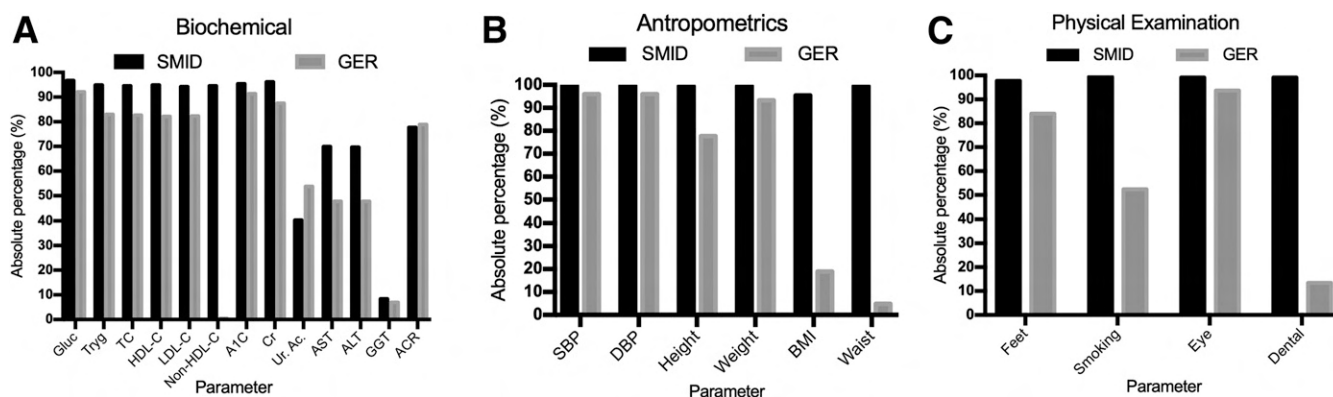 A
Biochemical
SMID GER
Absolute percentage (%)
100
90
80
70
60
50
40
30
20
10
0
Gluc
Tryg
TC
HDL-C
LDL-C
Non-HDL-C
A1C
Cr
Ur. Ac.
AST
ALT
GGT
ACR
Parameter
B
Antropometrics
SMID GER
Absolute percentage (%)
100
90
80
70
60
50
40
30
20
10
0
SBP
DBP
Height
Weight
BMI
Waist
Parameter
C
Physical Examination
SMID GER
Absolute percentage (%)
100
90
80
70
60
50
40
30
20
10
0
Feet
Smoking
Eye
Dental
Parameter